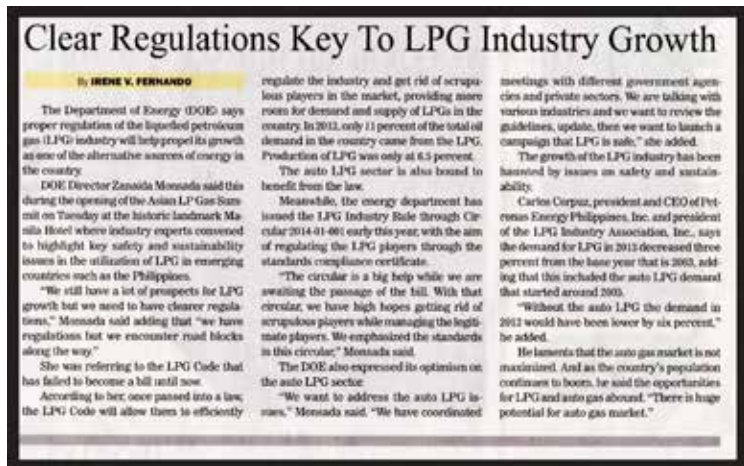 Clear Regulations Key To LPG Industry Growth
By IRENE V. FERNANDO
The Department of Energy (DOE) says
proper regulation of the liquefied petroleum
gas (LPG) industry will help propel its growth
as one of the alternative sources of energy in
the country.
DOE Director Zenaida Monsada said this
during the opening of the Asian LP Gas Sum-
mit on Tuesday at the historic landmark Ma-
nila Hotel where industry experts convened
to highlight key safety and sustainability
issues in the utilization of LPG in emerging
countries such as the Philippines.
"We still have a lot of prospects for LPG
growth but we need to have clearer regula-
tions," Monsada said adding that "we have
regulations but we encounter road blocks
along the way."
She was referring to the LPG Code that
has failed to become a bill until now.
According to her, once passed into a law,
the LPG Code will allow them to efficiently
regulate the industry and get rid of scrupu-
lous players in the market, providing more
room for demand and supply of LPGs in the
country. In 2012, only 11 percent of the total oil
demand in the country came from the LPG.
Production of LPG was only at 6.5 percent.
The auto LPG sector is also bound to
benefit from the law.
Meanwhile, the energy department has
issued the LPG Industry Rule through Cir-
cular 2014-01-001 early this year, with the aim
of regulating the LPG players through the
standards compliance certificate.
"The circular is a big help while we are
awaiting the passage of the bill. With that
circular, we have high hopes getting rid of
scrupulous players while managing the legiti-
mate players. We emphasized the standards
in this circular," Monsada said.
The DOE also expressed its optimism on
the auto LPG sector.
"We want to address the auto LPG is-
sues," Monsada said. "We have coordinated
meetings with different government agen-
cies and private sectors. We are talking with
various industries and we want to review the
guidelines, update, then we want to launch a
campaign that LPG is safe," she added.
The growth of the LPG industry has been
haunted by issues on safety and sustain-
ability.
Carlos Corpuz, president and CEO of Pet-
ronas Energy Philippines, Inc. and president
of the LPG Industry Association, Inc., says
the demand for LPG in 2013 decreased three
percent from the base year that is 2003, add-
ing that this included the auto LPG demand
that started around 2005.
"Without the auto LPG the demand in
2012 would have been lower by six percent,"
he added.
He laments that the auto gas market is not
maximized. And as the country's population
continues to boom, he said the opportunities
for LPG and auto gas abound. "There is huge
potential for auto gas market."